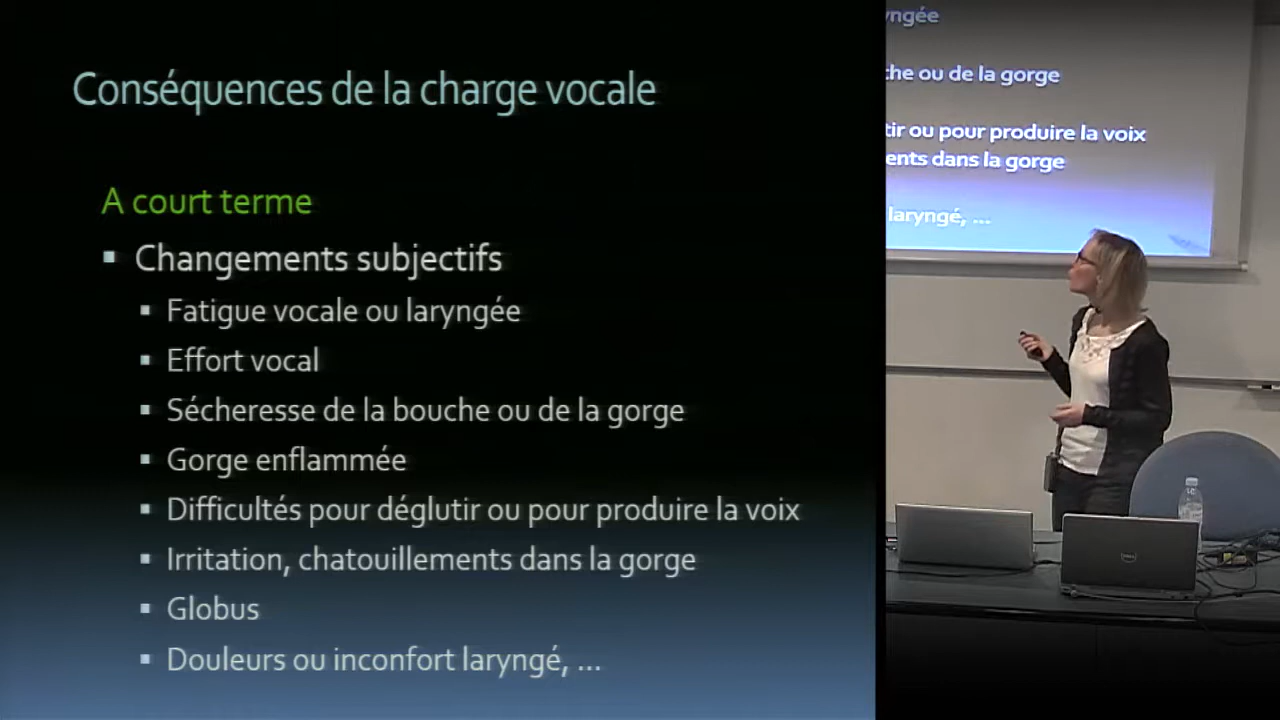 Conséquences de la charge vocale
A court terme
Changements subjectifs
Fatigue vocale ou laryngée
Effort vocal
Sécheresse de la bouche ou de la gorge
Gorge enflammée
Difficultés pour déglutir ou pour produire la voix
Irritation, chatouillements dans la gorge
Globus
Douleurs ou inconfort laryngé, ...
ngée
che ou de la gorge
tir ou pour produire la voix
ents dans la gorge
laryngé, ...
DELL